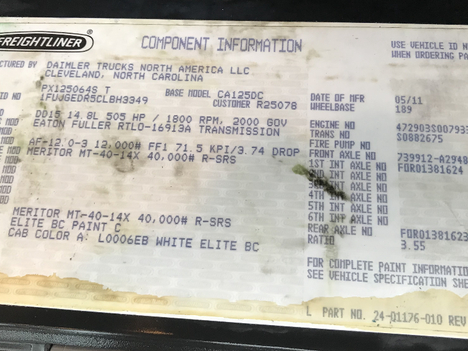 FREIGHTLINER
COMPONENT INFORMATION
USE VEHICLE ID N
WHEN ORDERING PA
CTURED BY DAIMLER TRUCKS NORTH AMERICA LLC
CLEVELAND, NORTH CAROLINA
PX125064S T BASE MODEL CA125DC
1FUJGEDR5CLBH3349 CUSTOMER R25078
DD15 14.8L 505 HP / 1800 RPM, 2000 GOV
EATON FULLER RTLO-16913A TRANSMISSION
AF-12.0-3 12,000# FF1 71.5 KPI/3.74 DROP
MERITOR MT-40-14X 40,000# R-SRS
MERITOR MT-40-14X 40,000# R-SRS
ELITE BC PAINT C
CAB COLOR A: L0006EB WHITE ELITE BC
DATE OF MFR 05/11
WHEELBASE 189
ENGINE NO 472903S00793
TRANS NO S0882675
FIRE PUMP NO
FRONT AXLE NO 739912-A2948
1ST INT AXLE NO F0R01381624
2ND INT AXLE NO
3RD INT AXLE NO
4TH INT AXLE NO
5TH INT AXLE NO
6TH INT AXLE NO
REAR AXLE NO F0R01381623
RATIO 3.55
FOR COMPLETE PAINT INFORMATION
SEE VEHICLE SPECIFICATION SHE
PART NO. 24-01176-010 REV